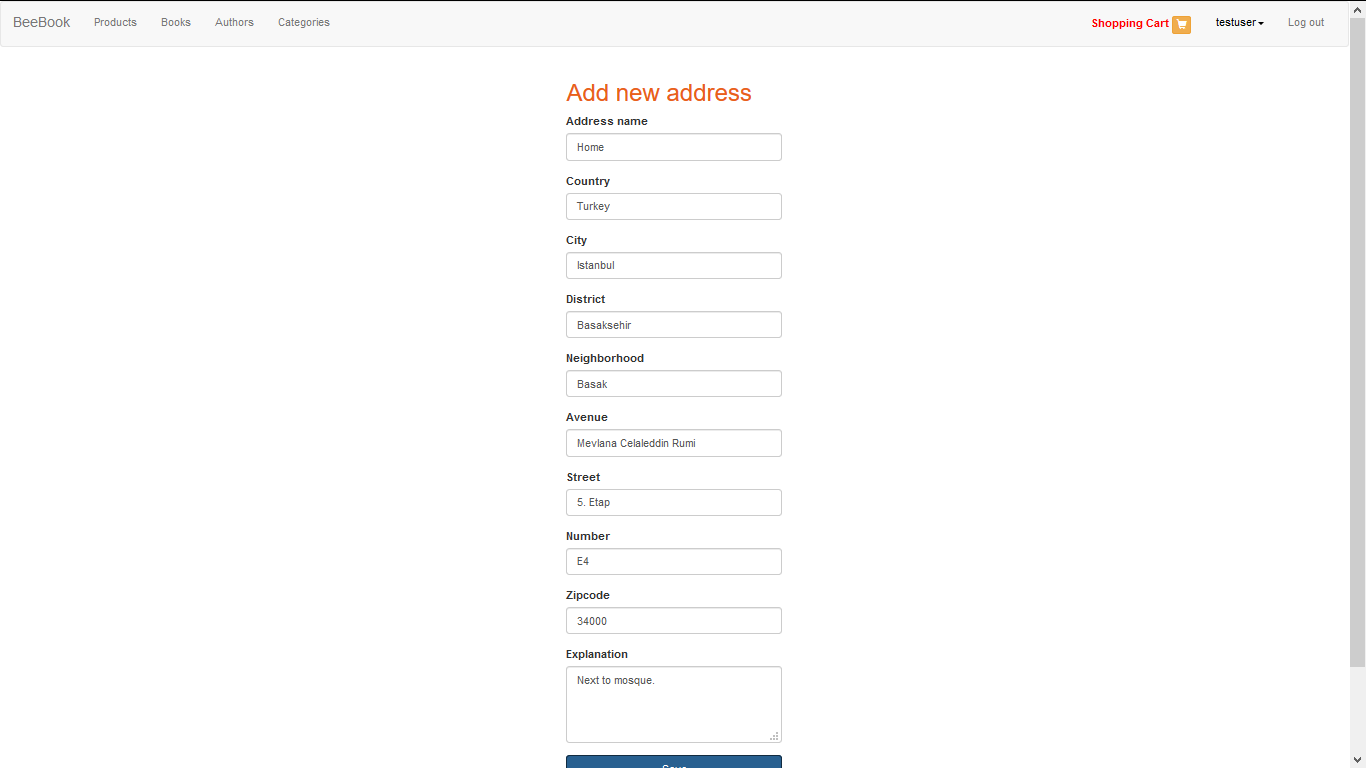 BeeBook Products Books Authors Categories Shopping Cart testuser Log out
Add new address
Address name
Home
Country
Turkey
City
Istanbul
District
Basaksehir
Neighborhood
Basak
Avenue
Mevlana Celaleddin Rumi
Street
5. Etap
Number
E4
Zipcode
34000
Explanation
Next to mosque.
Save